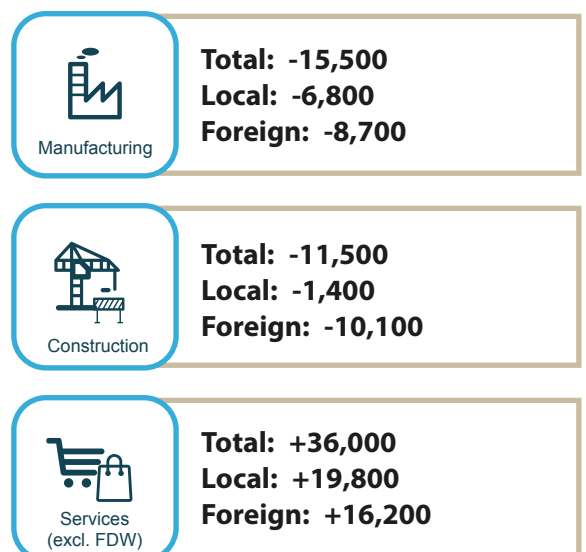 Manufacturing
Total: -15,500
Local: -6,800
Foreign: -8,700
Construction
Total: -11,500
Local: -1,400
Foreign: -10,100
Services
(excl. FDW)
Total: +36,000
Local: +19,800
Foreign: +16,200